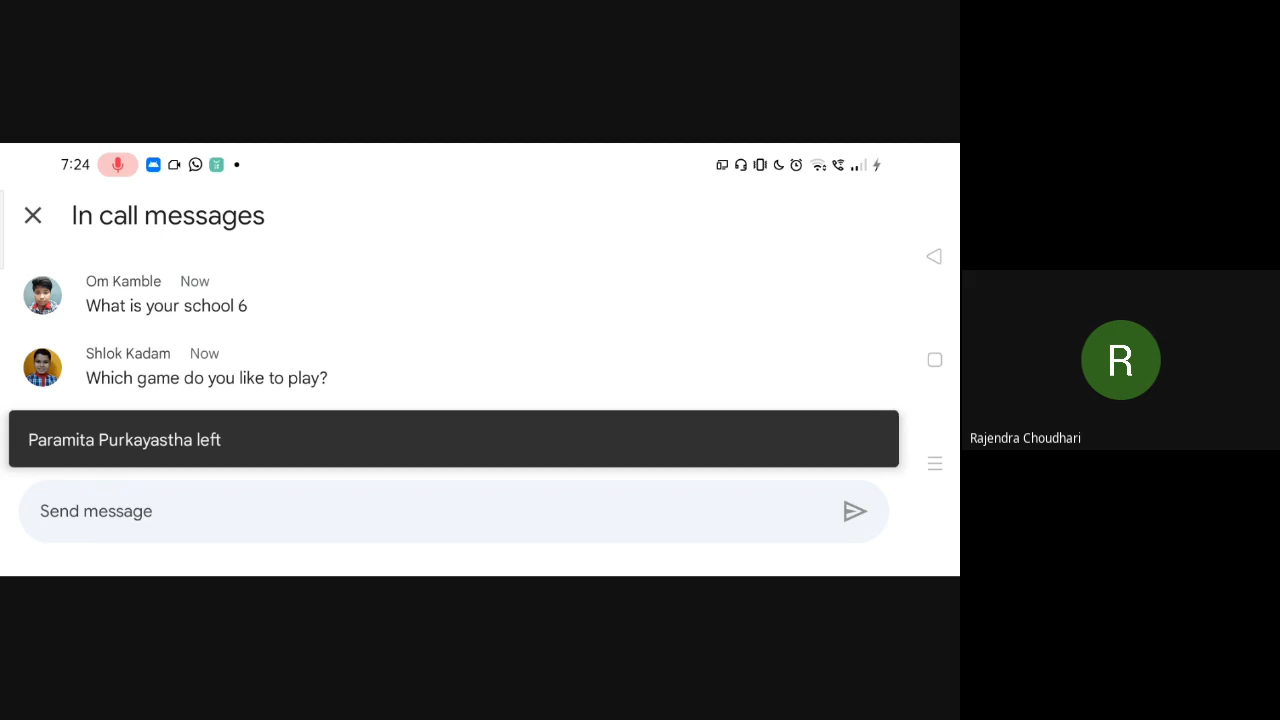 7:24
In call messages
Om Kamble Now
What is your school 6
Shlok Kadam Now
Which game do you like to play?
Paramita Purkayastha left
Send message
R
Rajendra Choudhari